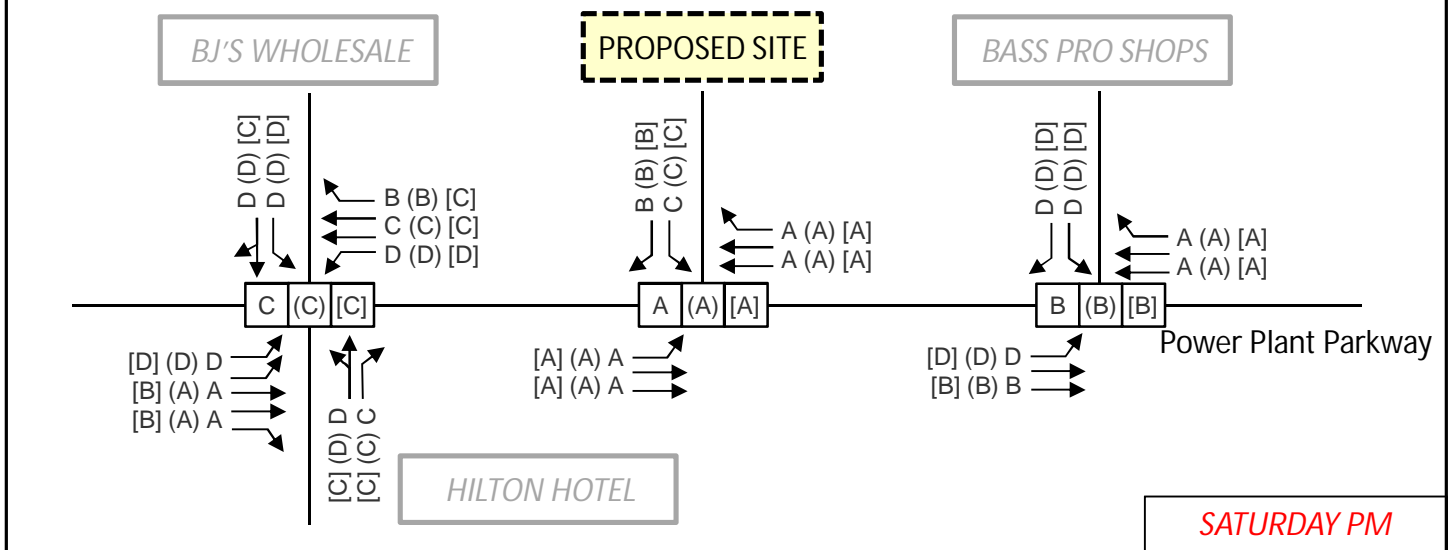 BJ'S WHOLESALE
PROPOSED SITE
BASS PRO SHOPS
D (D) [C]
D (D) [D]
B (B) [C]
C (C) [C]
D (D) [D]
B (B) [B]
C (C) [C]
A (A) [A]
A (A) [A]
D (D) [D]
D (D) [D]
A (A) [A]
A (A) [A]
C (C) [C]
A (A) [A]
B (B) [B]
Power Plant Parkway
[D] (D) D
[B] (A) A
[B] (A) A
[C] (D) D
[C] (C) C
[A] (A) A
[A] (A) A
[D] (D) D
[B] (B) B
HILTON HOTEL
SATURDAY PM